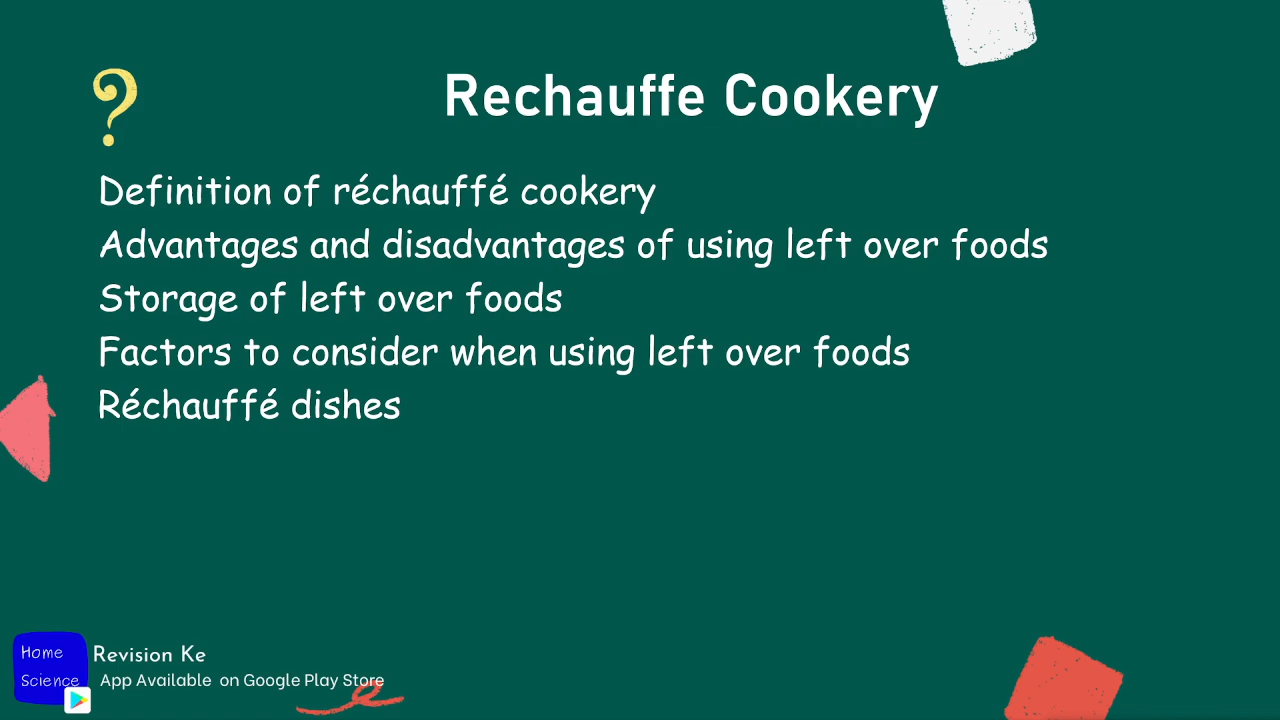 ?
Rechauffe Cookery
Definition of réchauffé cookery
Advantages and disadvantages of using left over foods
Storage of left over foods
Factors to consider when using left over foods
Réchauffé dishes
Home
Science
Revision Ke
App Available on Google Play Store